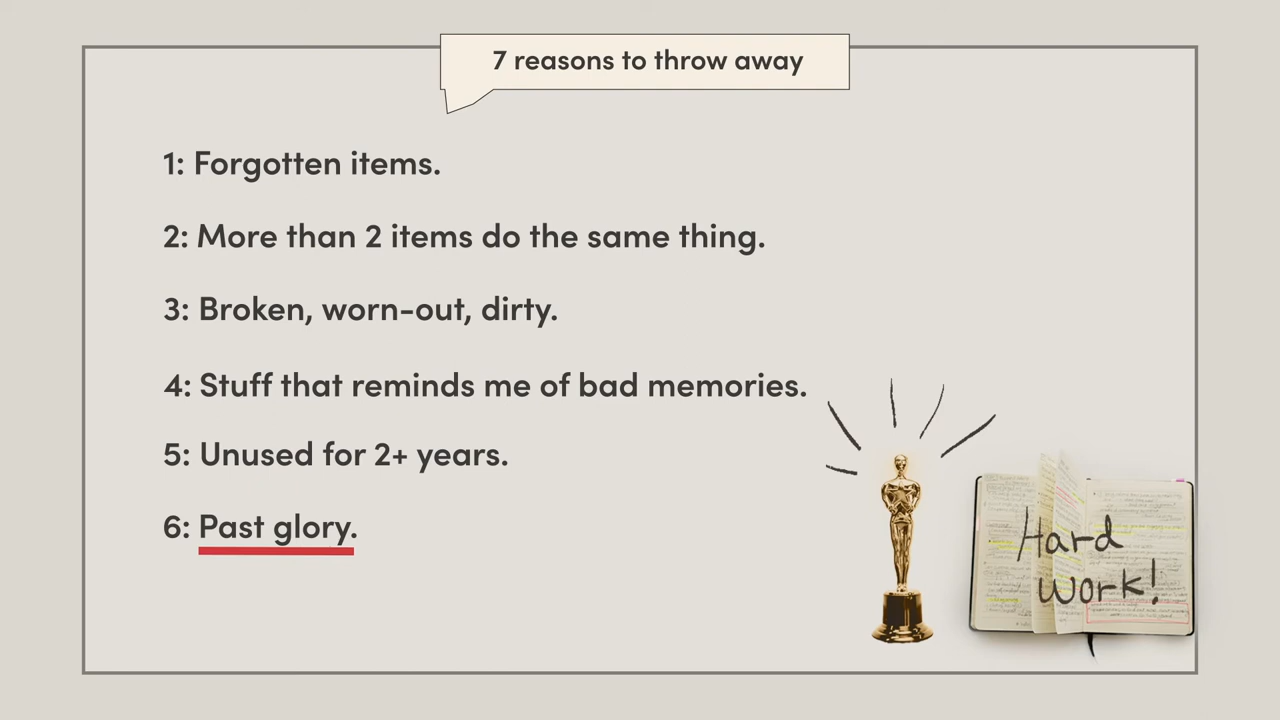 7 reasons to throw away
1: Forgotten items.
2: More than 2 items do the same thing.
3: Broken, worn-out, dirty.
4: Stuff that reminds me of bad memories.
5: Unused for 2+ years.
6: Past glory.
Hard
Work!